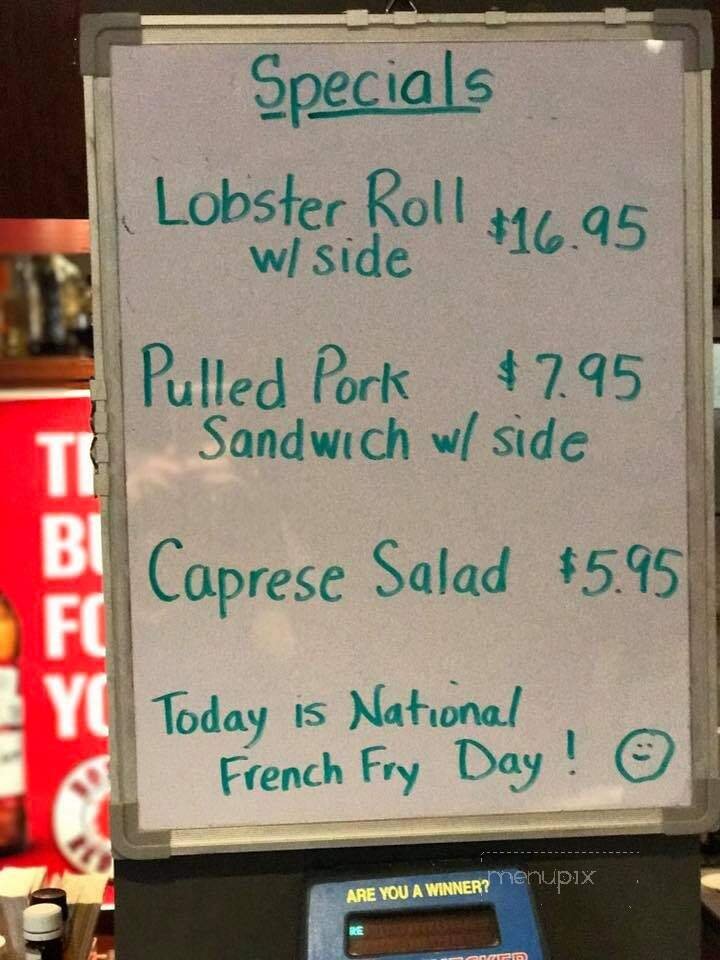 Specials
Lobster Roll $16.95
w/ side
Pulled Pork $7.95
Sandwich w/ side
Caprese Salad $5.95
Today is National
French Fry Day!
ARE YOU A WINNER?
menupix